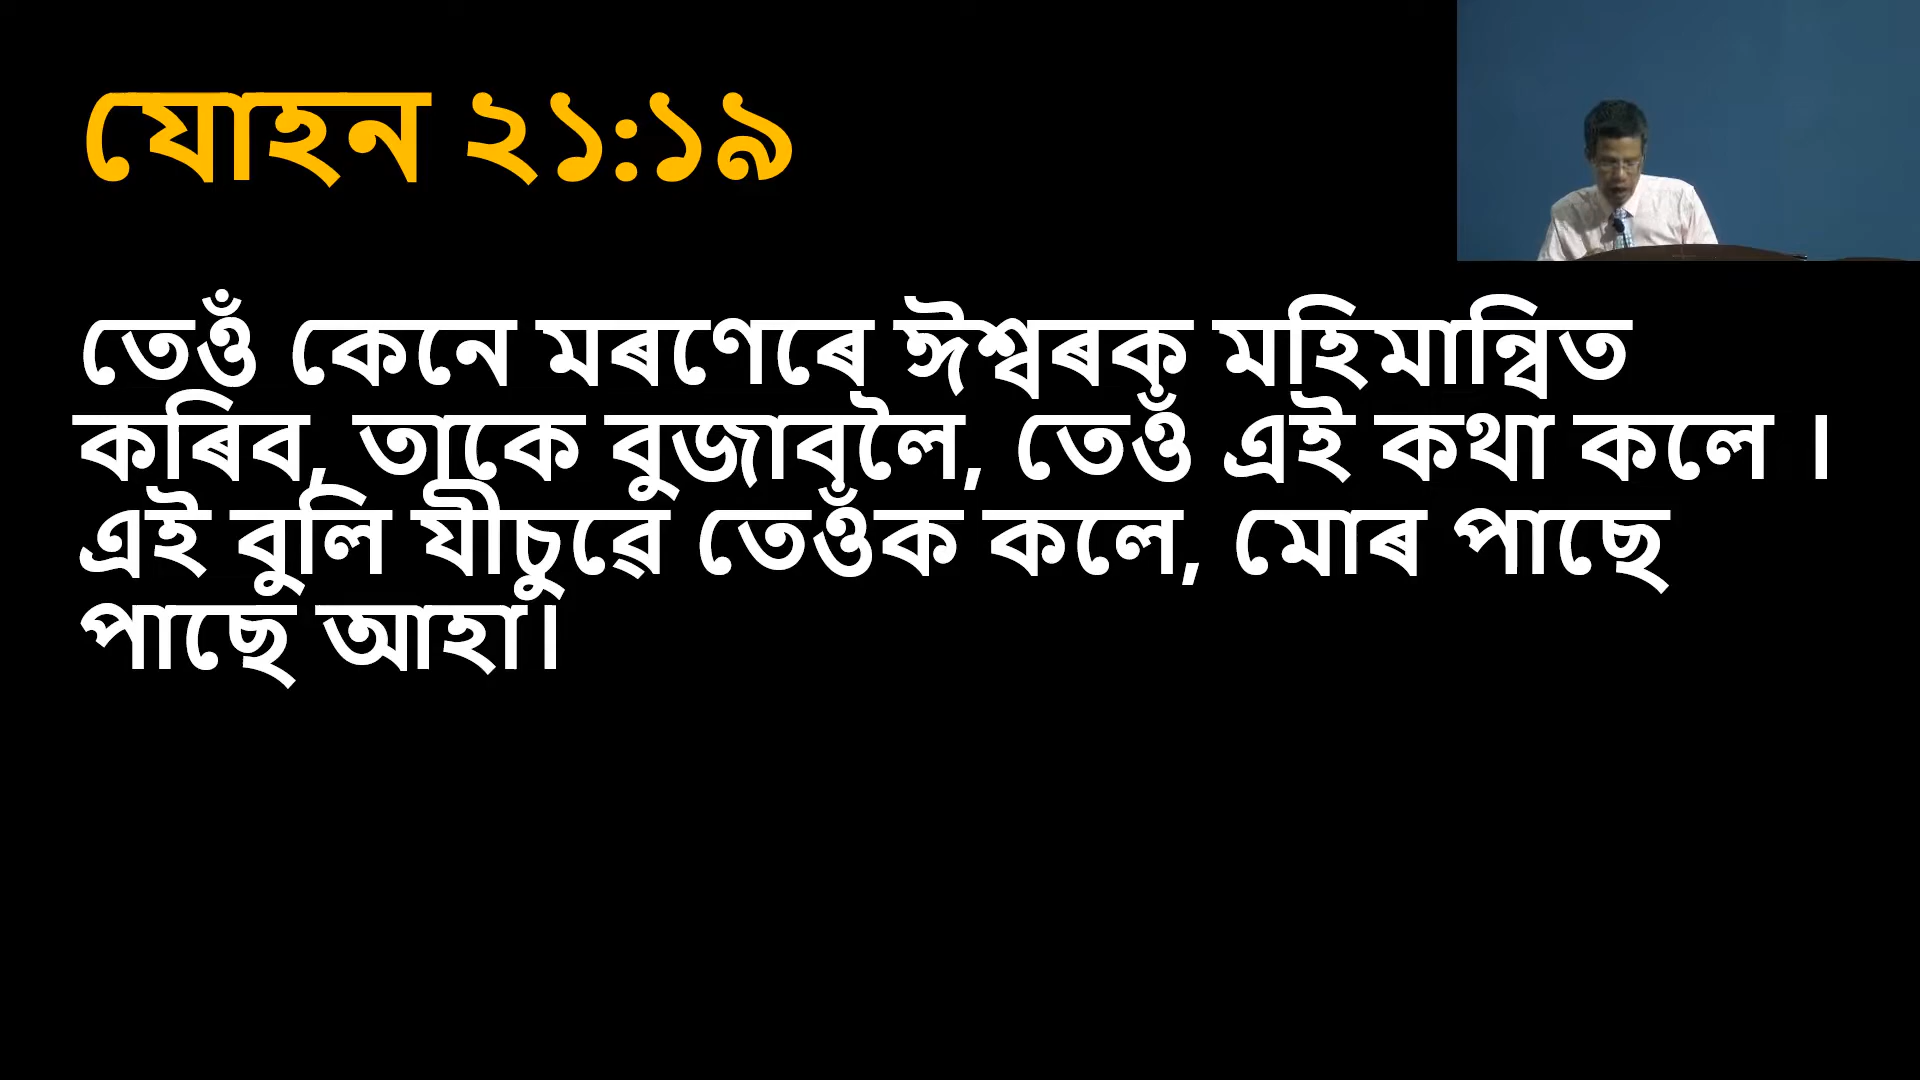 যোহন ২১:১৯
তেওঁ কেনে মৰণেৰে ঈশ্বৰক মহিমান্বিত
কৰিব, তাকে বুজাবলৈ, তেওঁ এই কথা কলে ।
এই বুলি যীচুৱে তেওঁক কলে, মোৰ পাছে
পাছে আহা।